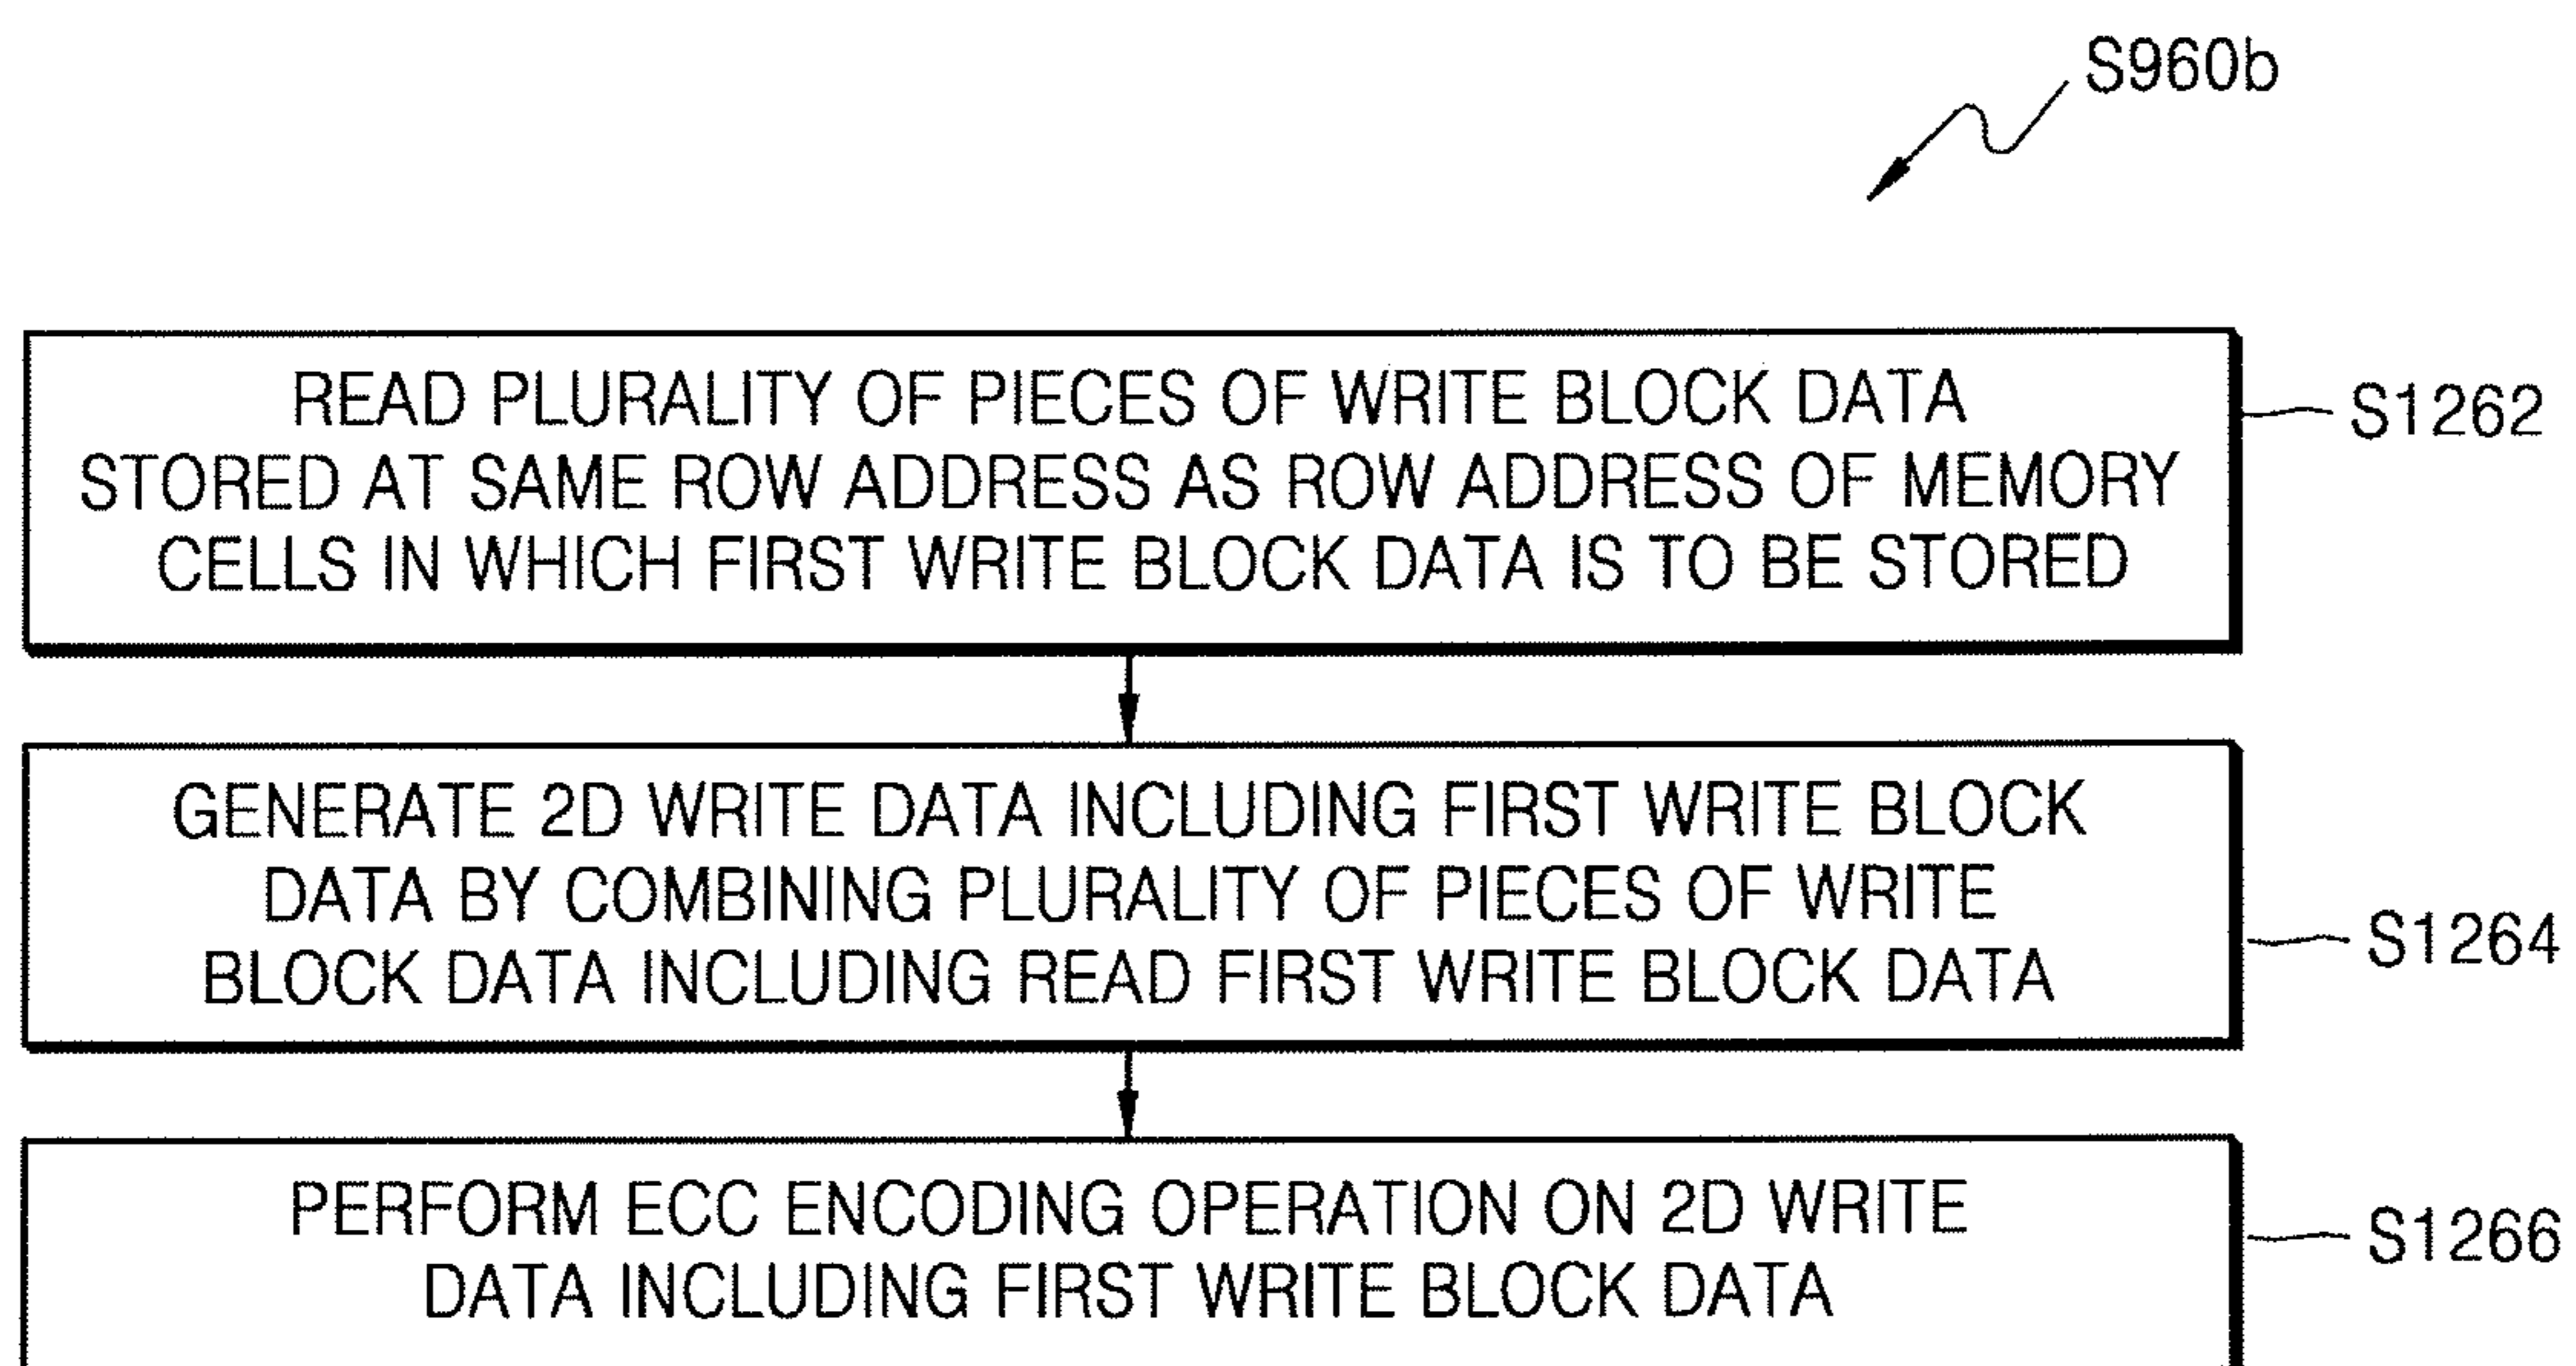 S960b
READ PLURALITY OF PIECES OF WRITE BLOCK DATA
STORED AT SAME ROW ADDRESS AS ROW ADDRESS OF MEMORY
CELLS IN WHICH FIRST WRITE BLOCK DATA IS TO BE STORED
S1262
GENERATE 2D WRITE DATA INCLUDING FIRST WRITE BLOCK
DATA BY COMBINING PLURALITY OF PIECES OF WRITE
BLOCK DATA INCLUDING READ FIRST WRITE BLOCK DATA
S1264
PERFORM ECC ENCODING OPERATION ON 2D WRITE
DATA INCLUDING FIRST WRITE BLOCK DATA
S1266